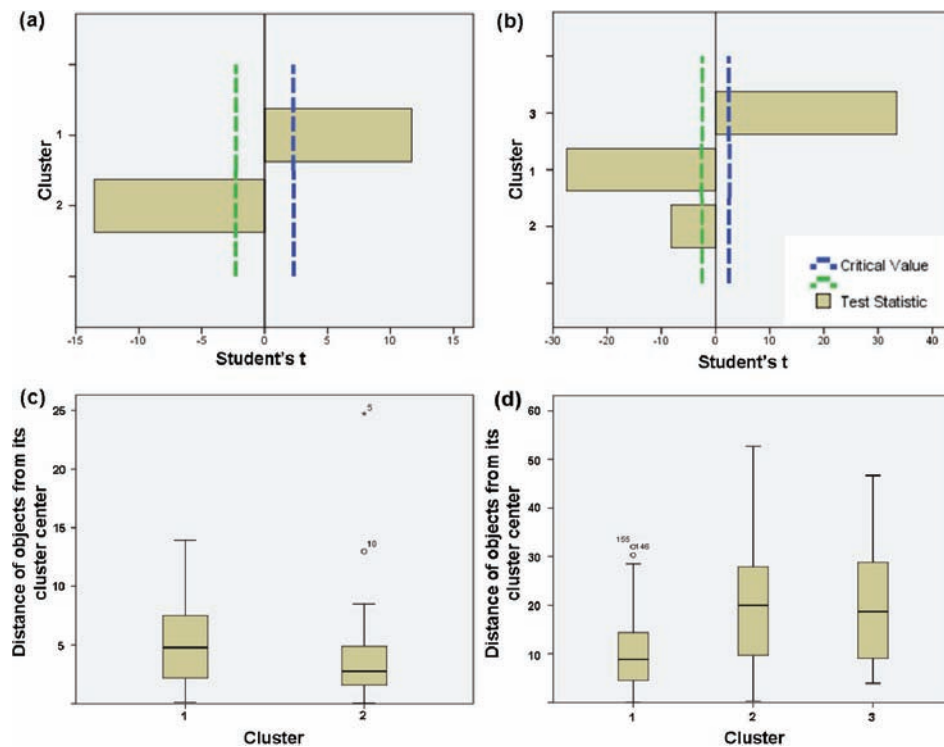 (a)
Cluster
1
2
-15 -10 -5 0 5 10 15
Student's t
(b)
Cluster
3
1
2
Critical Value
Test Statistic
-30 -20 -10 0 10 20 30 40
Student's t
(c)
Distance of objects from its
cluster center
25
20
15
10
5
5
10
1 2
Cluster
(d)
Distance of objects from its
cluster center
60
50
40
30
20
10
155 146
1 2 3
Cluster